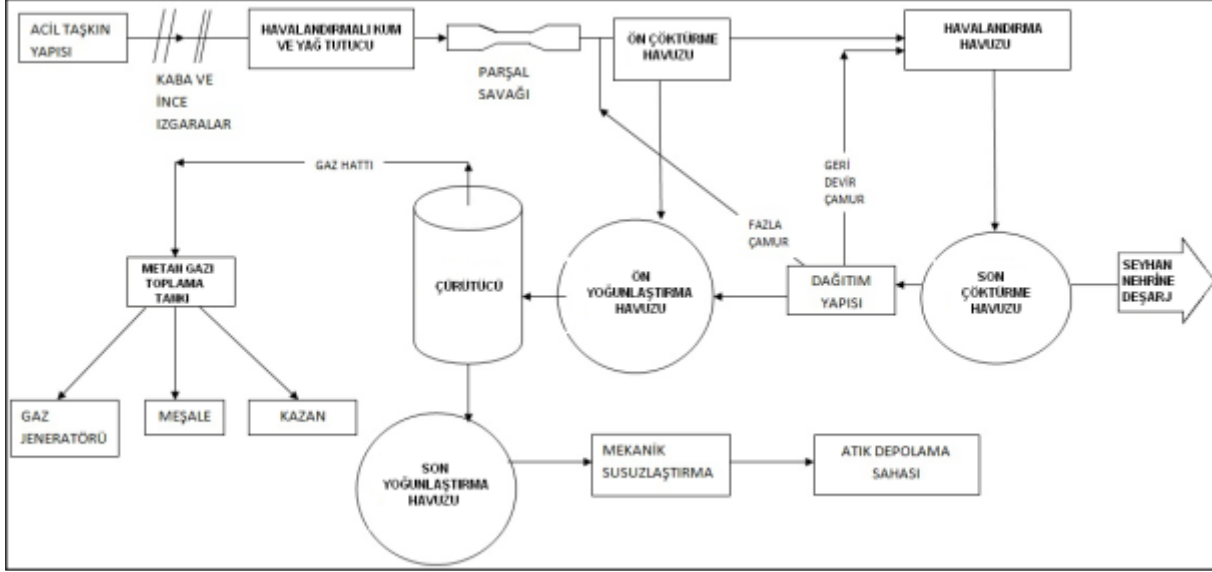 ACİL TAŞKIN
YAPISI
KABA VE
İNCE
IZGARALAR
HAVALANDIRMALI KUM
VE YAĞ TUTUCU
PARŞAL
SAVAĞI
ÖN ÇÖKTÜRME
HAVUZU
HAVALANDIRMA
HAVUZU
GAZ HATTI
GERİ
DEVİR
ÇAMUR
FAZLA
ÇAMUR
METAN GAZI
TOPLAMA
TANKI
ÇÜRÜTÜCÜ
ÖN
YOĞUNLAŞTIRMA
HAVUZU
DAĞITIM
YAPISI
SON
ÇÖKTÜRME
HAVUZU
SEYHAN
NEHRİNE
DEŞARJ
GAZ
JENERATÖRÜ
MEŞALE
KAZAN
SON
YOĞUNLAŞTIRMA
HAVUZU
MEKANİK
SUSUZLAŞTIRMA
ATIK DEPOLAMA
SAHASI